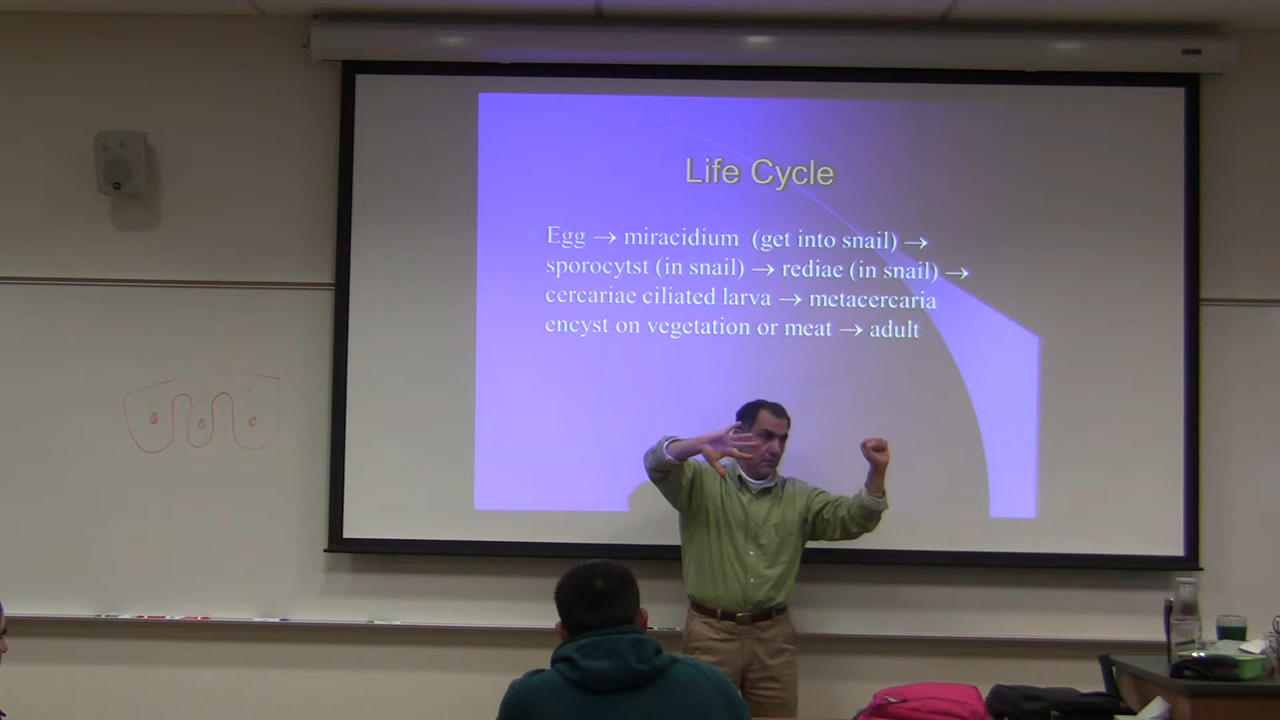 Life Cycle
Egg → miracidium (get into snail) →
sporocytst (in snail) → rediae (in snail) →
cercariae ciliated larva → metacercaria
encyst on vegetation or meat → adult